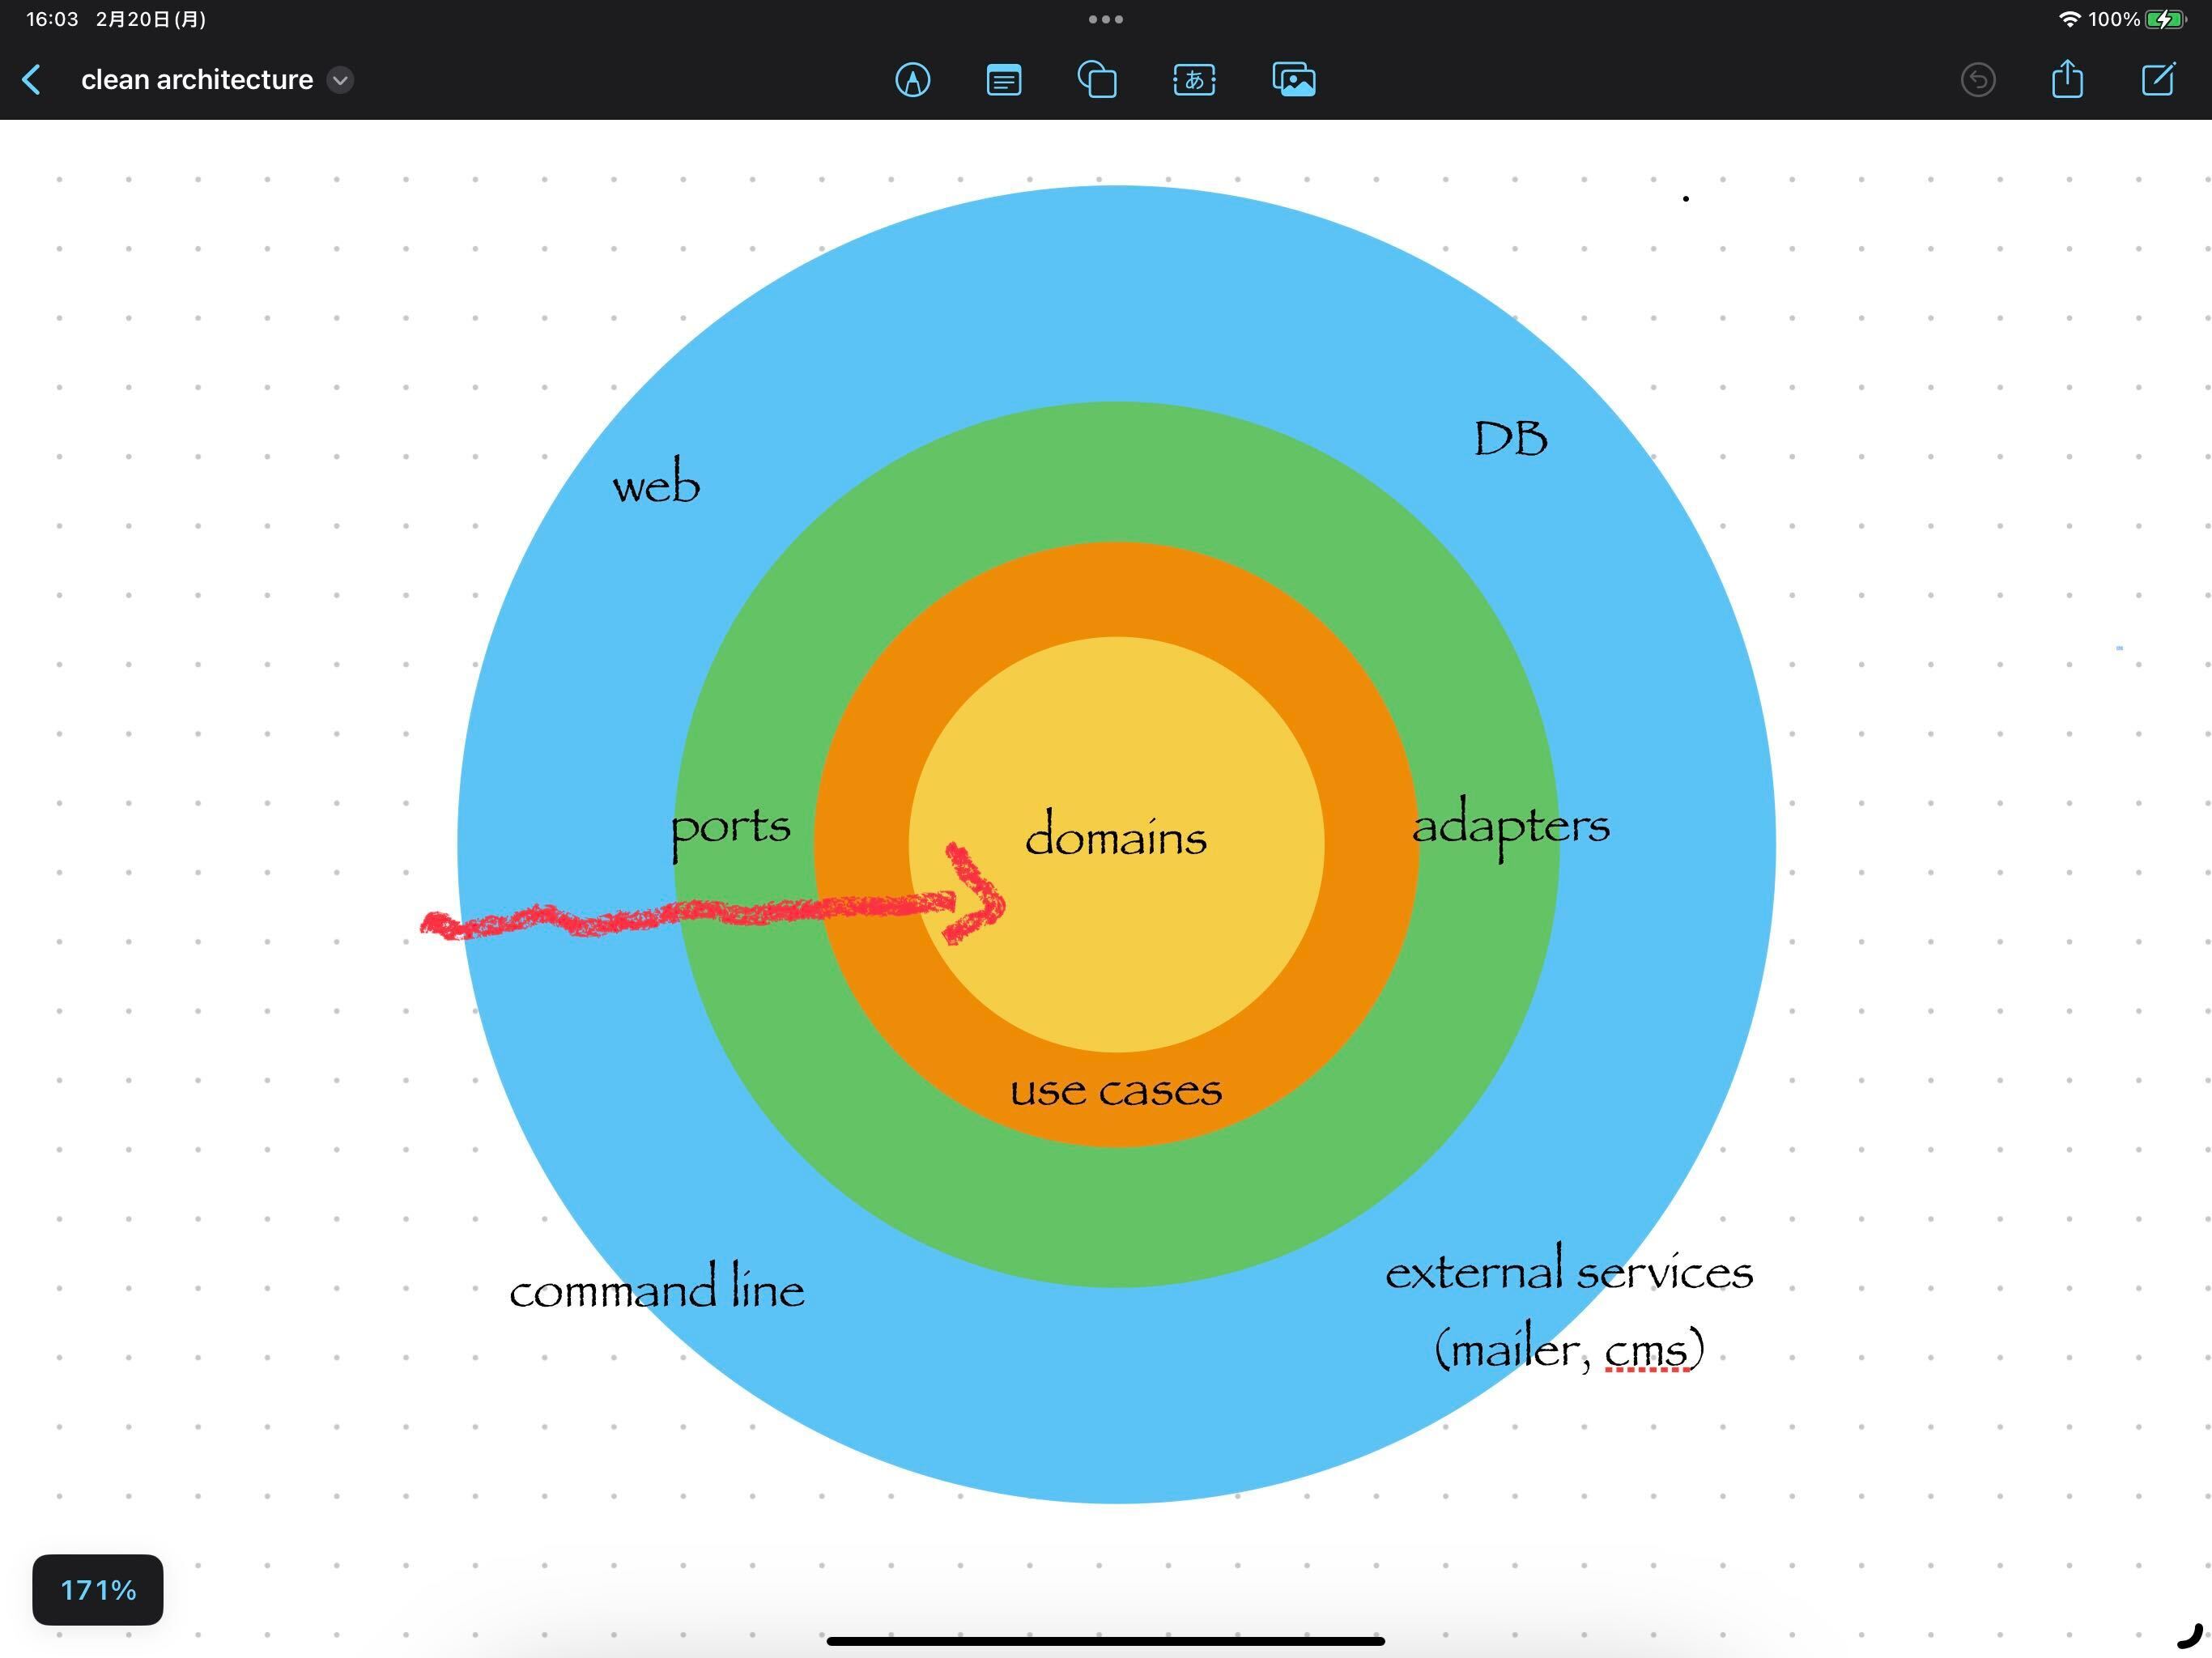 16:03 2月20日(月)
100%
clean architecture
あ
DB
web
ports
domains
adapters
use cases
command line
external services
(mailer, cms)
171%